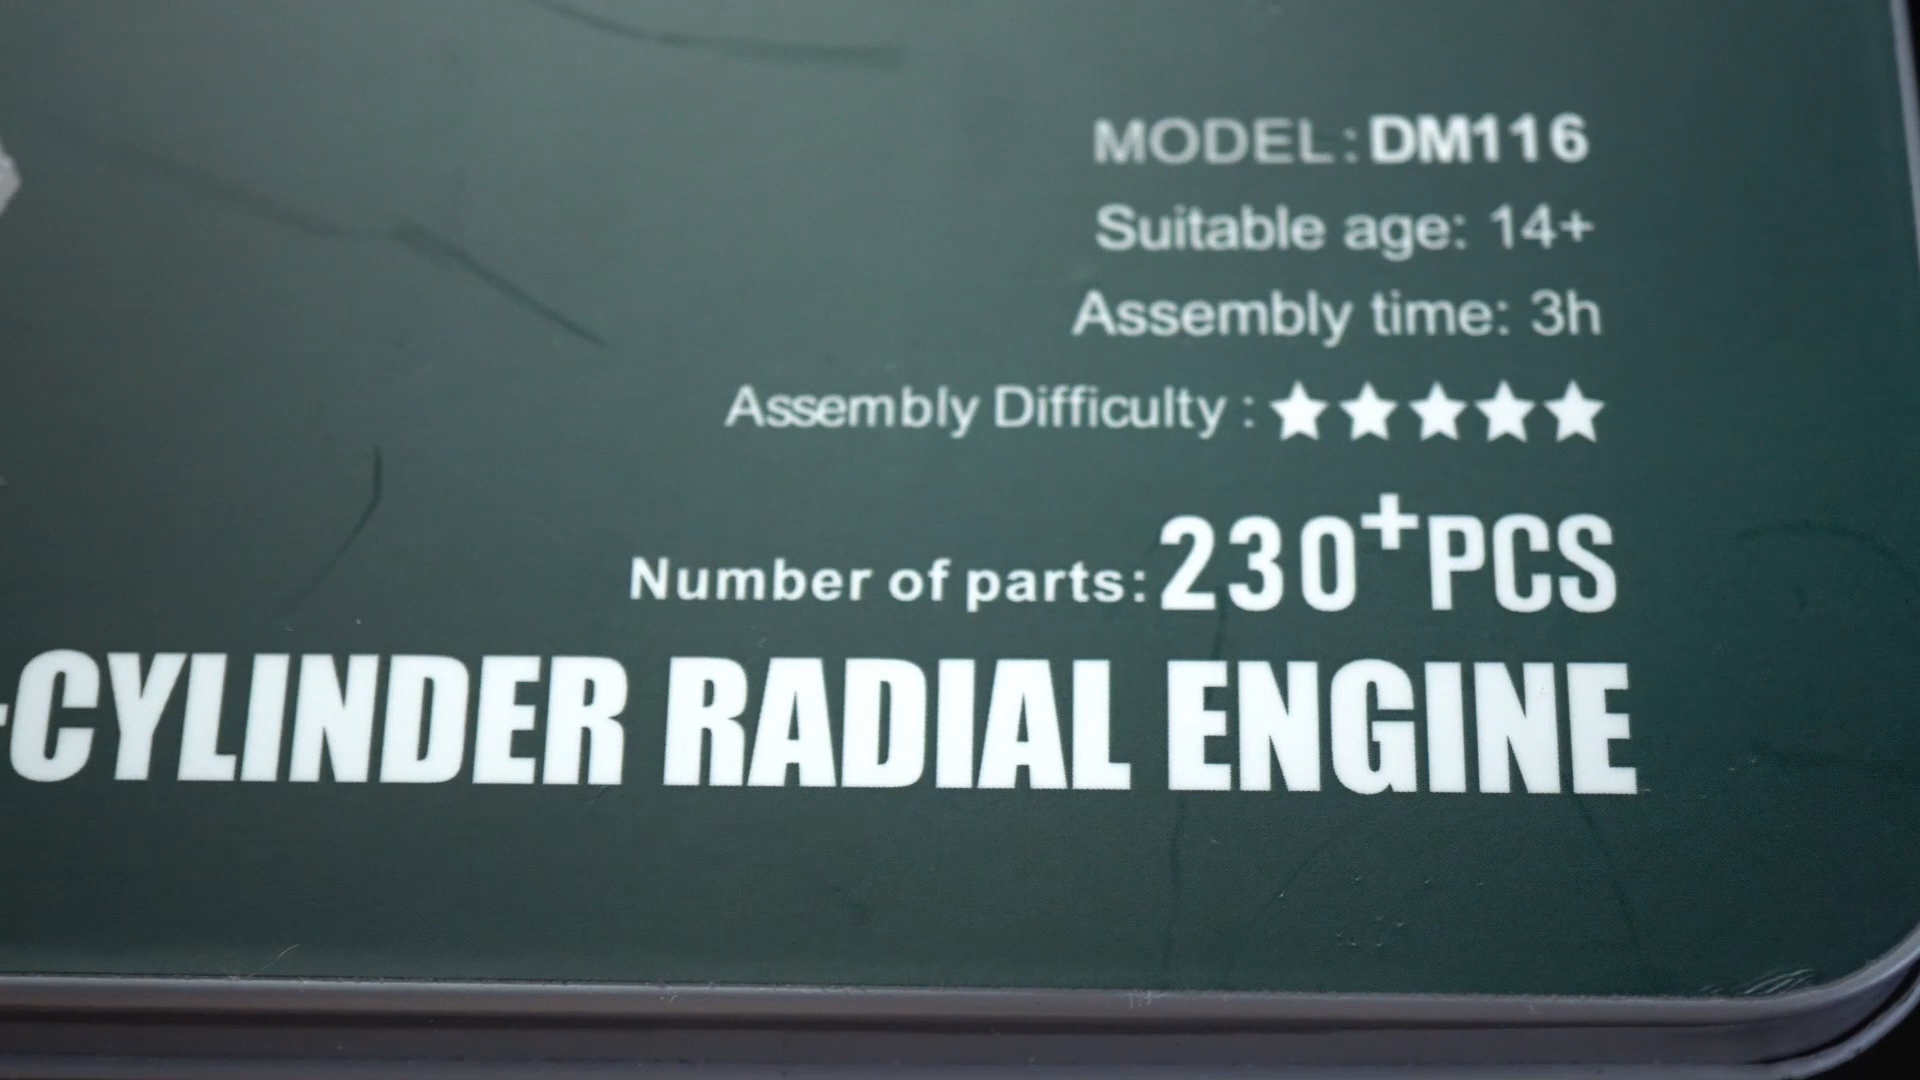 MODEL: DM116
Suitable age: 14+
Assembly time: 3h
Assembly Difficulty : ★★★★★
Number of parts: 230+PCS
-CYLINDER RADIAL ENGINE